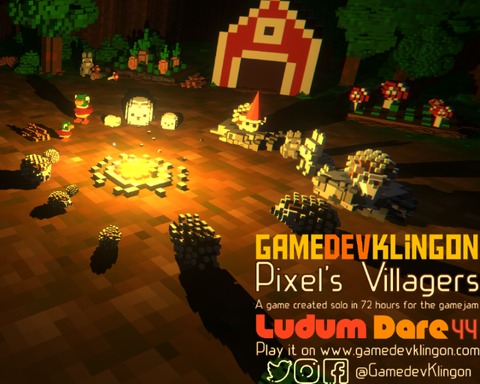 GAMEDEVKLiNGON
Pixel's Villagers
A game created solo in 72 hours for the gamejam
Ludum Dare 44
Play it on www.gamedevklingon.com
@GamedevKlingon